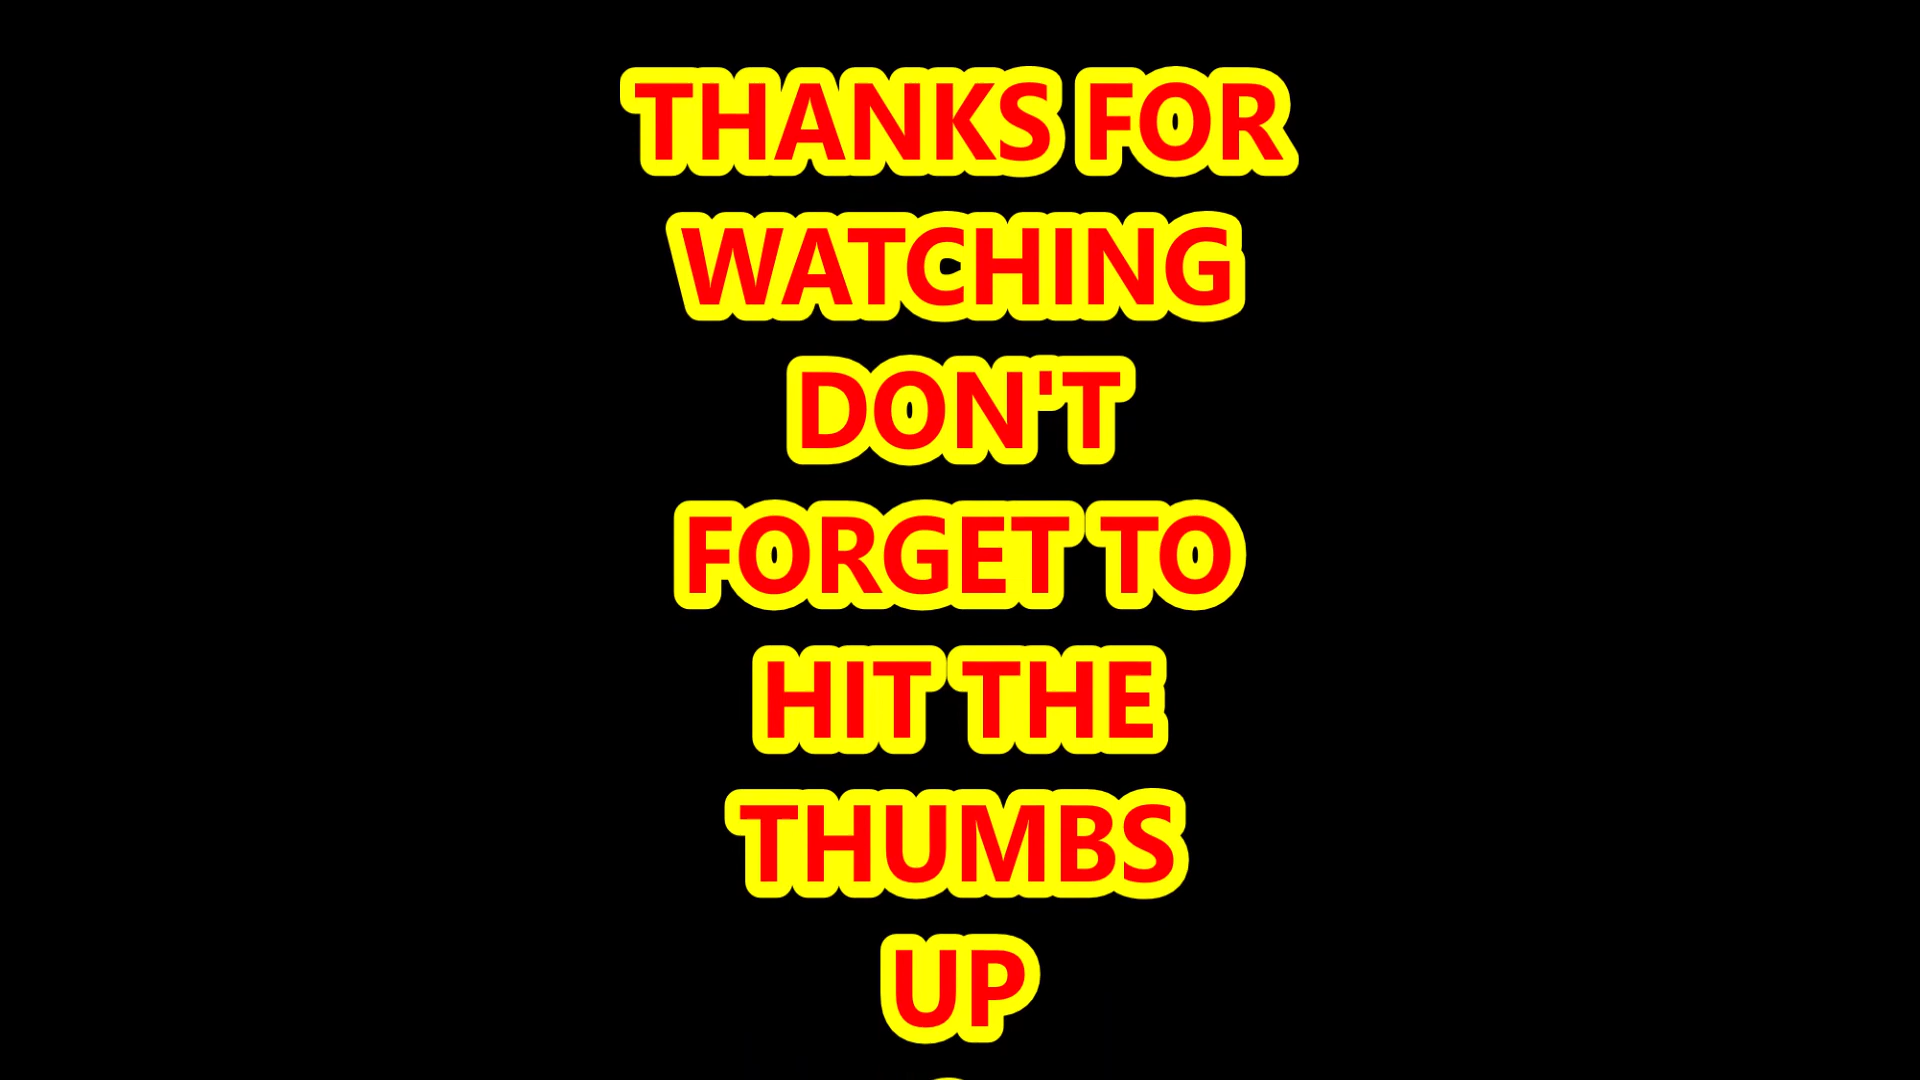 THANKS FOR
WATCHING
DON'T
FORGET TO
HIT THE
THUMBS
UP